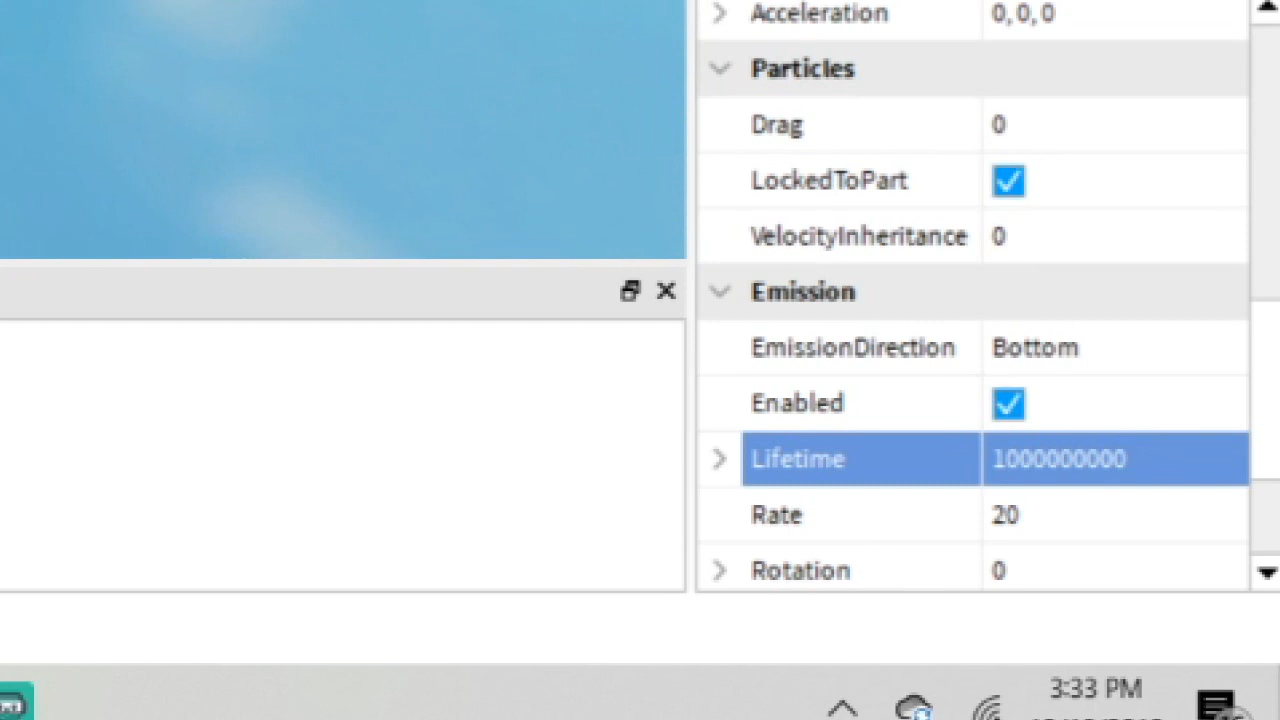 Acceleration 0, 0, 0
Particles
Drag 0
LockedToPart
VelocityInheritance 0
Emission
EmissionDirection Bottom
Enabled
Lifetime 1000000000
Rate 20
Rotation 0
3:33 PM